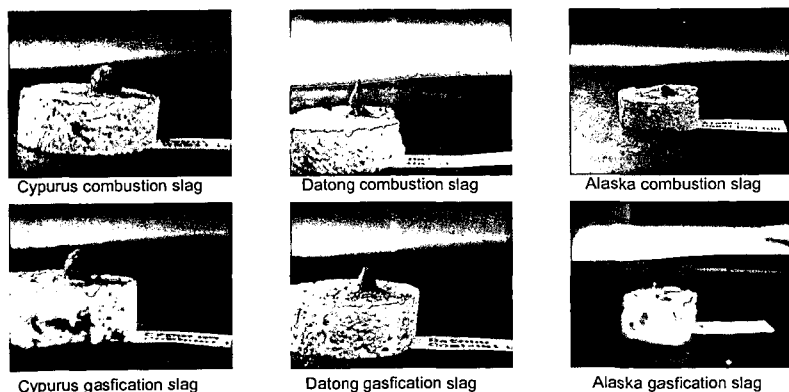 Cypurus combustion slag
Datong combustion slag
Alaska combustion slag
Cypurus gasfication slag
Datong gasfication slag
Alaska gasfication slag